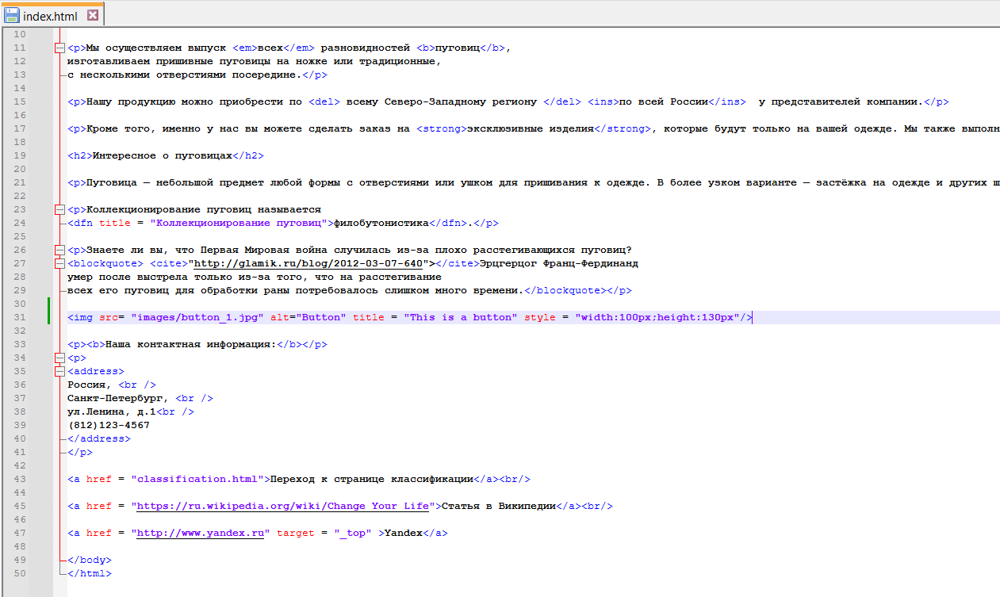 index.html
10
11 <p>Мы осуществляем выпуск <em>всех</em> разновидностей <b>пуговиц</b>,
12 изготавливаем пришивные пуговицы на ножке или традиционные,
13 с несколькими отверстиями посередине.</p>
14
15 <p>Нашу продукцию можно приобрести по <del> всему Северо-Западному региону </del> <ins>по всей России</ins>  у представителей компании.</p>
16
17 <p>Кроме того, именно у нас вы можете сделать заказ на <strong>эксклюзивные изделия</strong>, которые будут только на вашей одежде. Мы также выполн
18
19 <h2>Интересное о пуговицах</h2>
20
21 <p>Пуговица — небольшой предмет любой формы с отверстиями или ушком для пришивания к одежде. В более узком варианте — застёжка на одежде и других ш
22
23 <p>Коллекционирование пуговиц называется
24 <dfn title = "Коллекционирование пуговиц">филобутонистика</dfn>.</p>
25
26 <p>Знаете ли вы, что Первая Мировая война случилась из-за плохо расстегивающихся пуговиц?
27 <blockquote> <cite>"http://glamik.ru/blog/2012-03-07-640"></cite>Эрцгерцог Франц-Фердинанд
28 умер после выстрела только из-за того, что на расстегивание
29 всех его пуговиц для обработки раны потребовалось слишком много времени.</blockquote></p>
30
31 <img src= "images/button_1.jpg" alt="Button" title = "This is a button" style = "width:100px;height:130px"/>
32
33 <p><b>Наша контактная информация:</b></p>
34 <p>
35 <address>
36 Россия, <br />
37 Санкт-Петербург, <br />
38 ул.Ленина, д.1<br />
39 (812)123-4567
40 </address>
41 </p>
42
43 <a href = "classification.html">Переход к странице классификации</a><br/>
44
45 <a href = "https://ru.wikipedia.org/wiki/Change Your Life">Статья в Википедии</a><br/>
46
47 <a href = "http://www.yandex.ru" target = "_top" >Yandex</a>
48
49 </body>
50 </html>